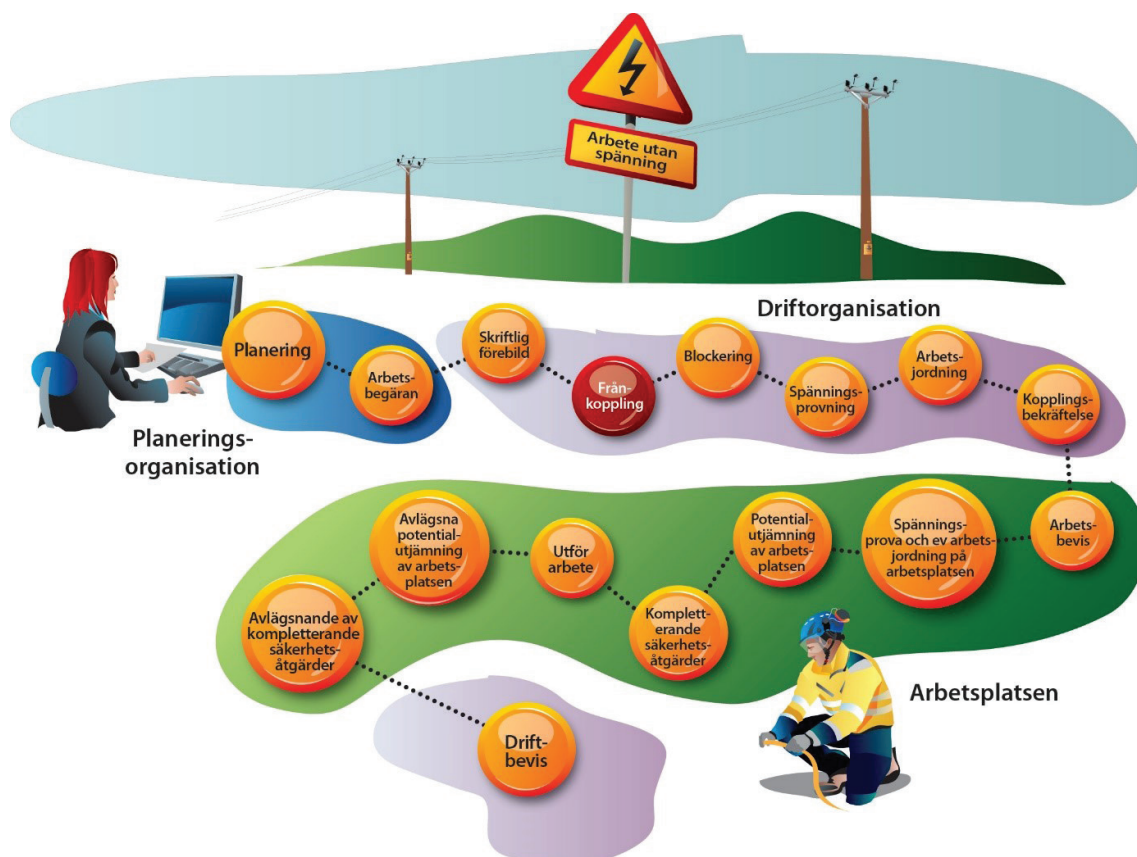 Arbete utan
spänning
Driftorganisation
Planering
Arbets-
begäran
Skriftlig
förebild
Från-
koppling
Blockering
Spännings-
provning
Arbets-
jordning
Kopplings-
bekräftelse
Planerings-
organisation
Arbets-
bevis
Spännings-
prova och ev arbets-
jordning på
arbetsplatsen
Potential-
utjämning
av arbets-
platsen
Komplett-
erande
säkerhets-
åtgärder
Utför
arbete
Avlägsna
potential-
utjämning
av arbets-
platsen
Avlägsnande av
kompletterande
säkerhets-
åtgärder
Arbetsplatsen
Drift-
bevis